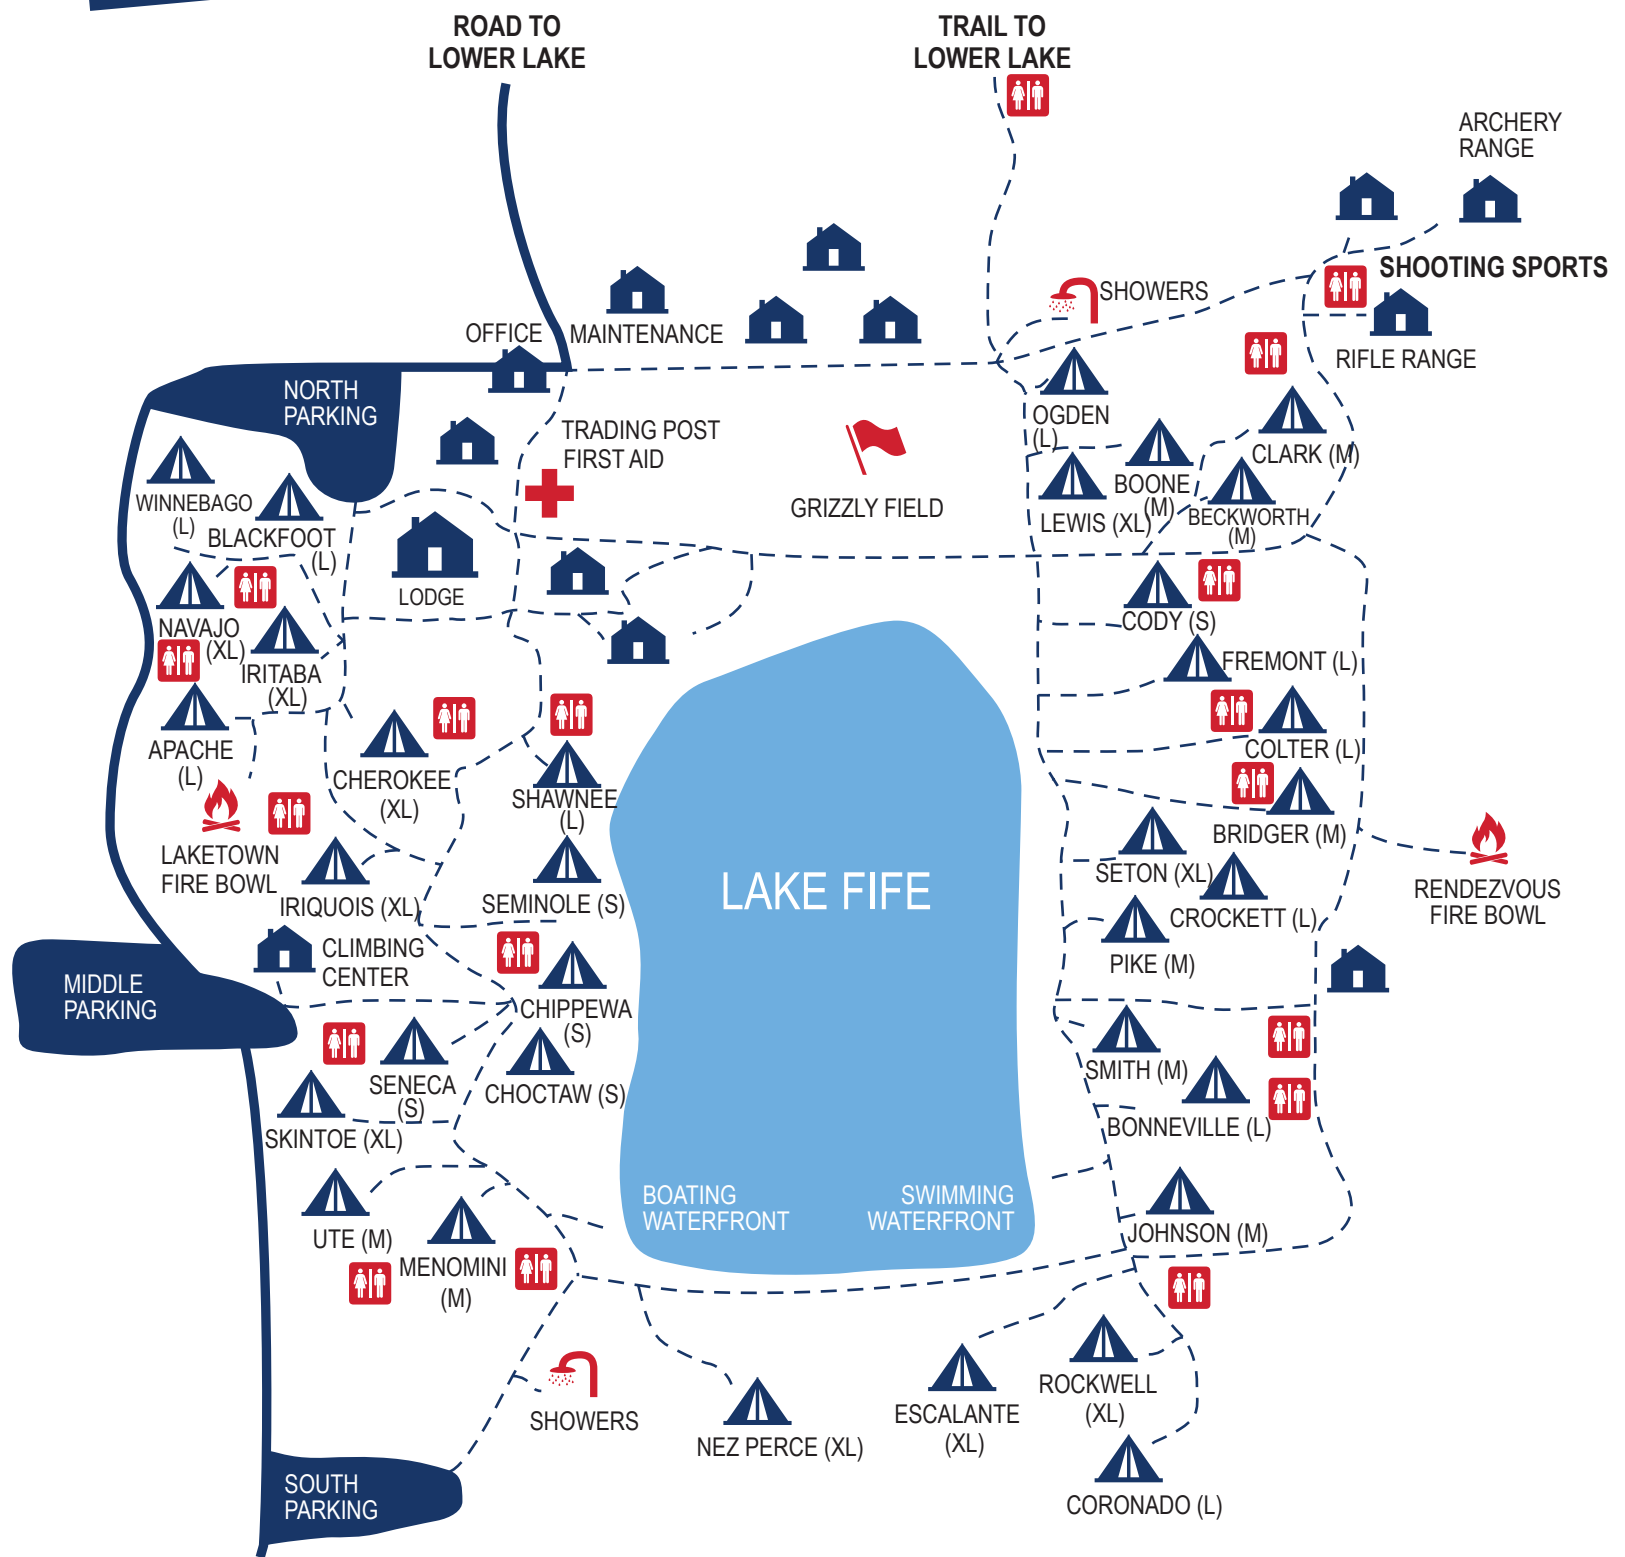 ROAD TO
LOWER LAKE
TRAIL TO
LOWER LAKE
ARCHERY
RANGE
SHOOTING SPORTS
SHOWERS
OFFICE
MAINTENANCE
RIFLE RANGE
NORTH
PARKING
TRADING POST
FIRST AID
GRIZZLY FIELD
OGDEN
(L)
CLARK (M)
BOONE
(M)
LEWIS (XL)
BECKWORTH
(M)
WINNEBAGO
(L)
BLACKFOOT
(L)
LODGE
NAVAJO
(XL)
IRITABA
(XL)
CODY (S)
FREMONT (L)
APACHE
(L)
CHEROKEE
(XL)
SHAWNEE
(L)
COLTER (L)
BRIDGER (M)
LAKETOWN
FIRE BOWL
IRIQUOIS (XL)
SEMINOLE (S)
LAKE FIFE
SETON (XL)
CROCKETT (L)
RENDEZVOUS
FIRE BOWL
CLIMBING
CENTER
PIKE (M)
MIDDLE
PARKING
CHIPPEWA
(S)
SENECA
(S)
CHOCTAW (S)
SMITH (M)
SKINTOE (XL)
BONNEVILLE (L)
BOATING
WATERFRONT
SWIMMING
WATERFRONT
UTE (M)
MENOMINI
(M)
JOHNSON (M)
SHOWERS
NEZ PERCE (XL)
ESCALANTE
(XL)
ROCKWELL
(XL)
CORONADO (L)
SOUTH
PARKING